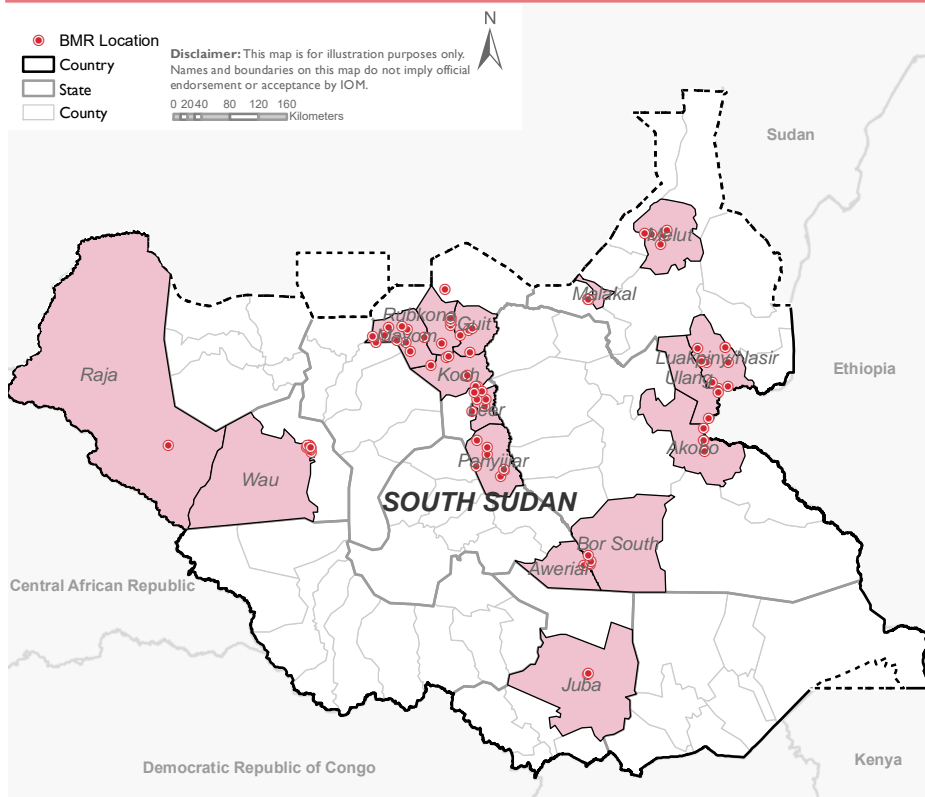 N
BMR Location
Country
State
County
Disclaimer: This map is for illustration purposes only.
Names and boundaries on this map do not imply official
endorsement or acceptance by IOM.
0 20 40 80 120 160
Kilometers
Sudan
Melut
Malakal
Rubkona
Guit
Mayom
Luakpiny/Nasir
Ethiopia
Raja
Koch
Ulang
Leer
Akobo
Panyijiar
Wau
SOUTH SUDAN
Bor South
Awerial
Central African Republic
Juba
Democratic Republic of Congo
Kenya